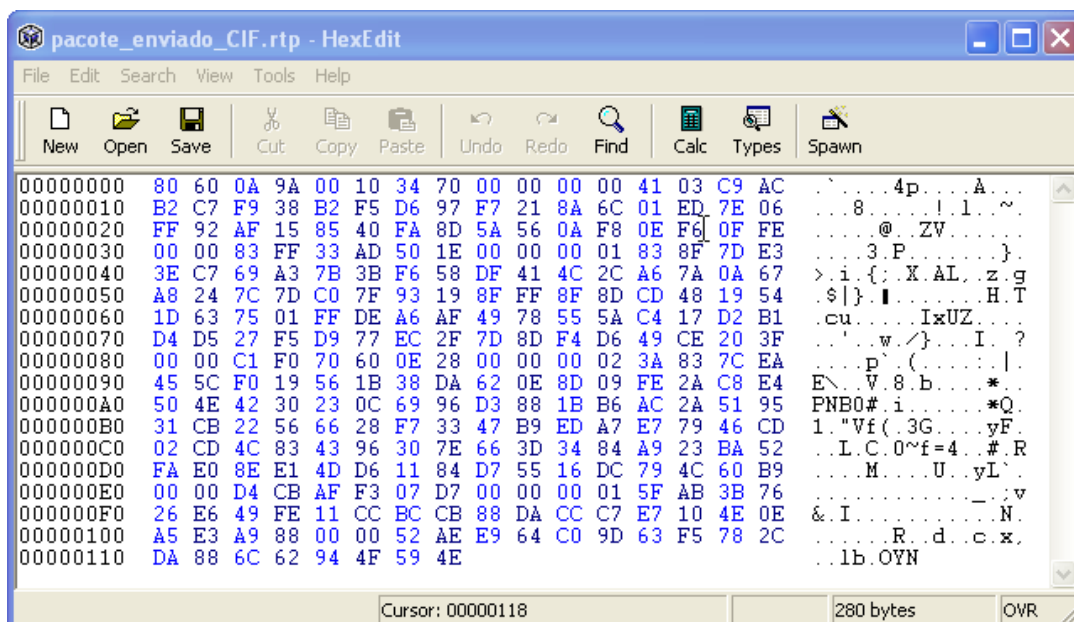 pacote_enviado_CIF.rtp - HexEdit
File Edit Search View Tools Help
New Open Save Cut Copy Paste Undo Redo Find Calc Types Spawn
00000000 80 60 0A 9A 00 10 34 70 00 00 00 00 41 03 C9 AC .`....4p....A...
00000010 B2 C7 F9 38 B2 F5 D6 97 F7 21 8A 6C 01 ED 7E 06 ...8.....!.l..~.
00000020 FF 92 AF 15 85 40 FA 8D 5A 56 0A F8 0E F6 0F FE .....@..ZV......
00000030 00 00 83 FF 33 AD 50 1E 00 00 00 01 83 8F 7D E3 ....3.P.......}.
00000040 3E C7 69 A3 7B 3B F6 58 DF 41 4C 2C A6 7A 0A 67 >.i.{;.X.AL,.z.g
00000050 A8 24 7C 7D C0 7F 93 19 8F FF 8F 8D CD 48 19 54 .$|}.▮.......H.T
00000060 1D 63 75 01 FF DE A6 AF 49 78 55 5A C4 17 D2 B1 .cu.....IxUZ....
00000070 D4 D5 27 F5 D9 77 EC 2F 7D 8D F4 D6 49 CE 20 3F ..'..w./}...I. ?
00000080 00 00 C1 F0 70 60 0E 28 00 00 00 02 3A 83 7C EA ....p`.(....:.|.
00000090 45 5C F0 19 56 1B 38 DA 62 0E 8D 09 FE 2A C8 E4 E\..V.8.b....*..
000000A0 50 4E 42 30 23 0C 69 96 D3 88 1B B6 AC 2A 51 95 PNB0#.i......*Q.
000000B0 31 CB 22 56 66 28 F7 33 47 B9 ED A7 E7 79 46 CD 1."Vf(.3G....yF.
000000C0 02 CD 4C 83 43 96 30 7E 66 3D 34 84 A9 23 BA 52 ..L.C.0~f=4..#.R
000000D0 FA E0 8E E1 4D D6 11 84 D7 55 16 DC 79 4C 60 B9 ....M....U..yL`.
000000E0 00 00 D4 CB AF F3 07 D7 00 00 00 01 5F AB 3B 76 ............_.;v
000000F0 26 E6 49 FE 11 CC BC CB 88 DA CC C7 E7 10 4E 0E &.I...........N.
00000100 A5 E3 A9 88 00 00 52 AE E9 64 C0 9D 63 F5 78 2C ......R..d..c.x,
00000110 DA 88 6C 62 94 4F 59 4E ..lb.OYN
Cursor: 00000118 280 bytes OVR